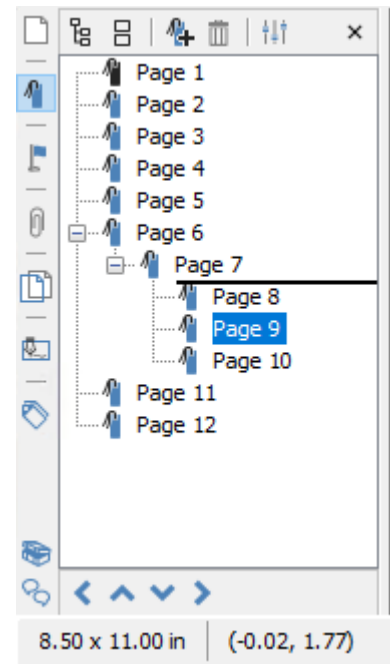 Page 1
Page 2
Page 3
Page 4
Page 5
Page 6
Page 7
Page 8
Page 9
Page 10
Page 11
Page 12
8.50 x 11.00 in (-0.02, 1.77)